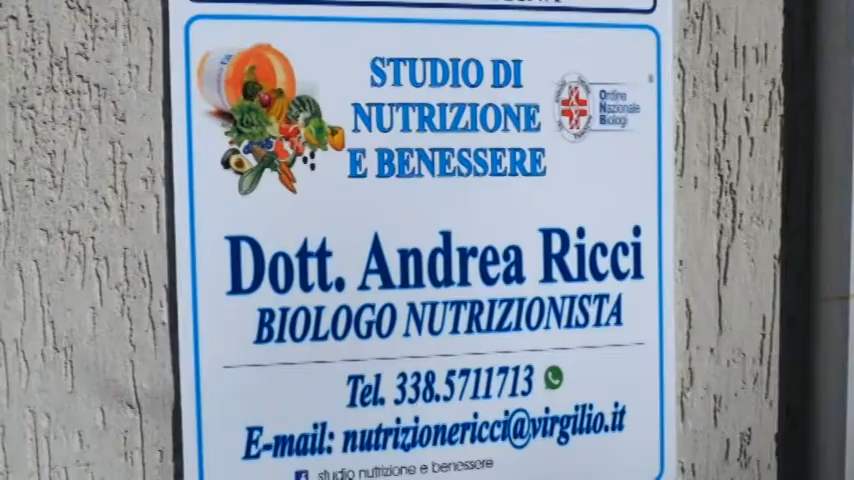 STUDIO DI
NUTRIZIONE
E BENESSERE
Ordine
Nazionale
Biologi
Dott. Andrea Ricci
BIOLOGO NUTRIZIONISTA
Tel. 338.5711713
E-mail: nutrizionericci@virgilio.it
studio nutrizione e benessere